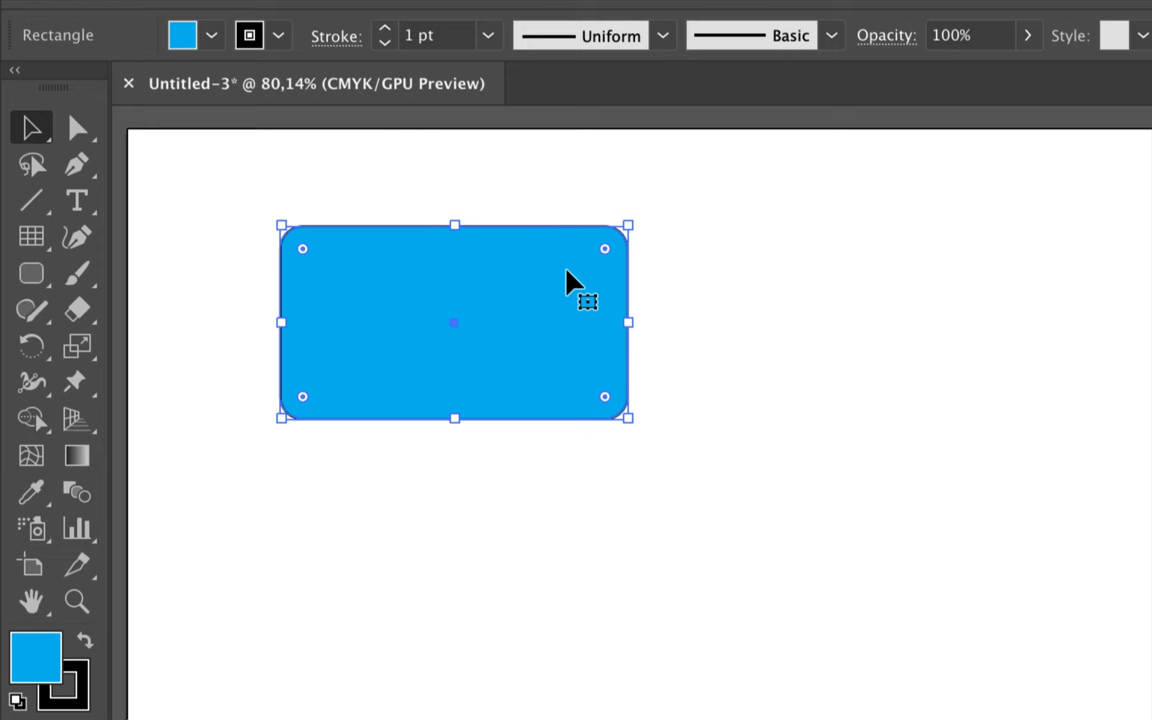 Rectangle Stroke: 1 pt Uniform Basic Opacity: 100% Style:
Untitled-3* @ 80,14% (CMYK/GPU Preview)